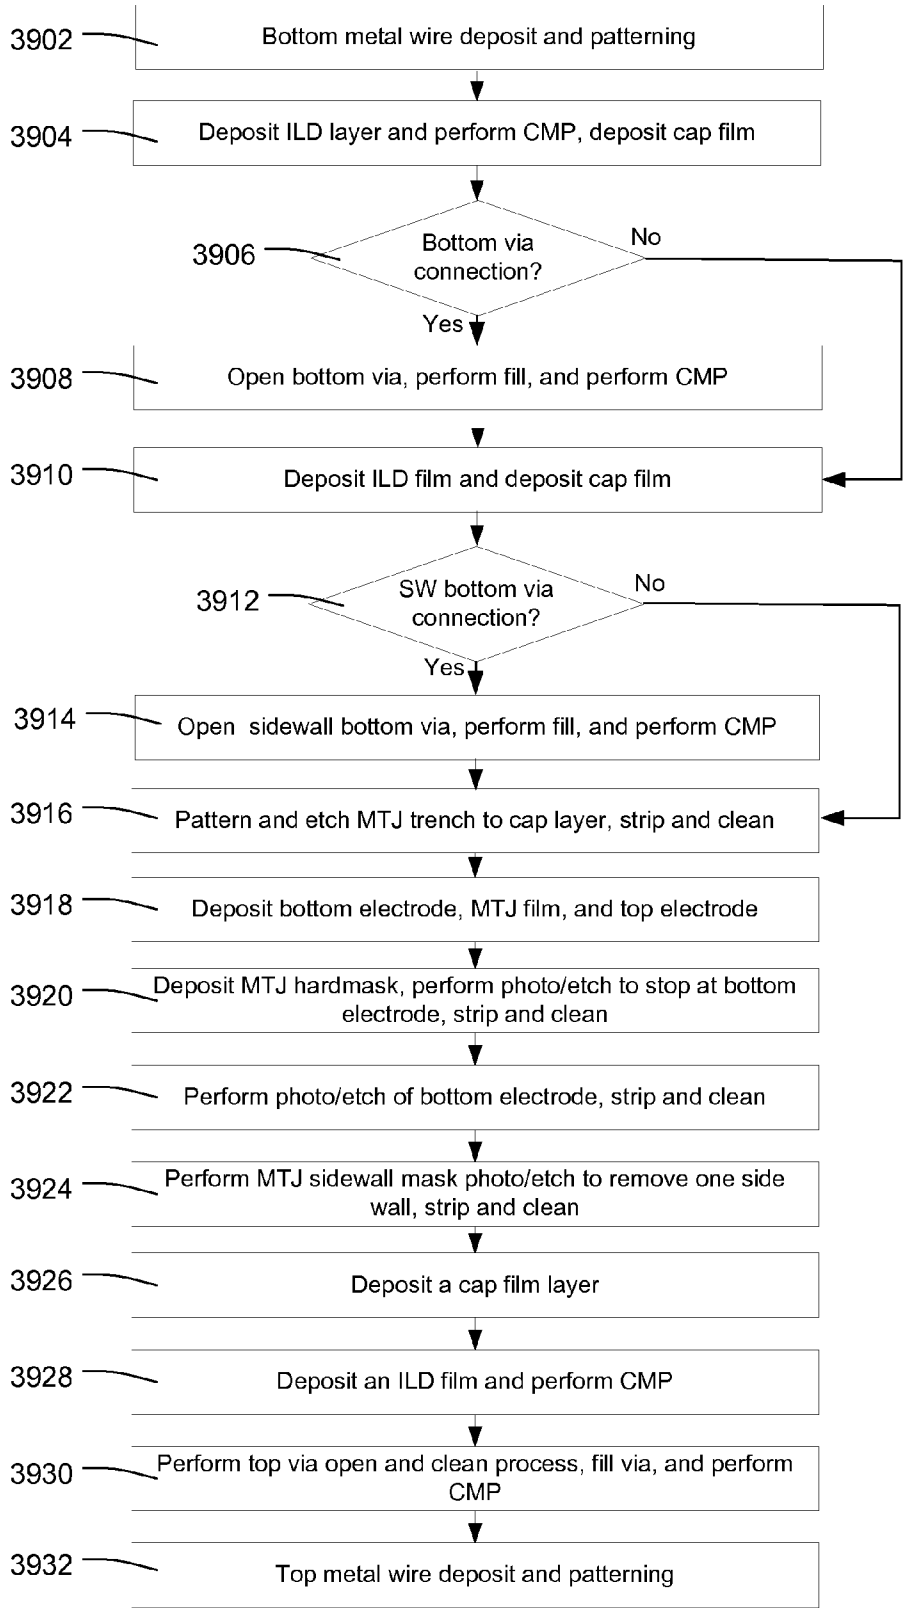 3902
Bottom metal wire deposit and patterning
3904
Deposit ILD layer and perform CMP, deposit cap film
3906
Bottom via
connection?
No
Yes
3908
Open bottom via, perform fill, and perform CMP
3910
Deposit ILD film and deposit cap film
3912
SW bottom via
connection?
No
Yes
3914
Open sidewall bottom via, perform fill, and perform CMP
3916
Pattern and etch MTJ trench to cap layer, strip and clean
3918
Deposit bottom electrode, MTJ film, and top electrode
3920
Deposit MTJ hardmask, perform photo/etch to stop at bottom
electrode, strip and clean
3922
Perform photo/etch of bottom electrode, strip and clean
3924
Perform MTJ sidewall mask photo/etch to remove one side
wall, strip and clean
3926
Deposit a cap film layer
3928
Deposit an ILD film and perform CMP
3930
Perform top via open and clean process, fill via, and perform
CMP
3932
Top metal wire deposit and patterning